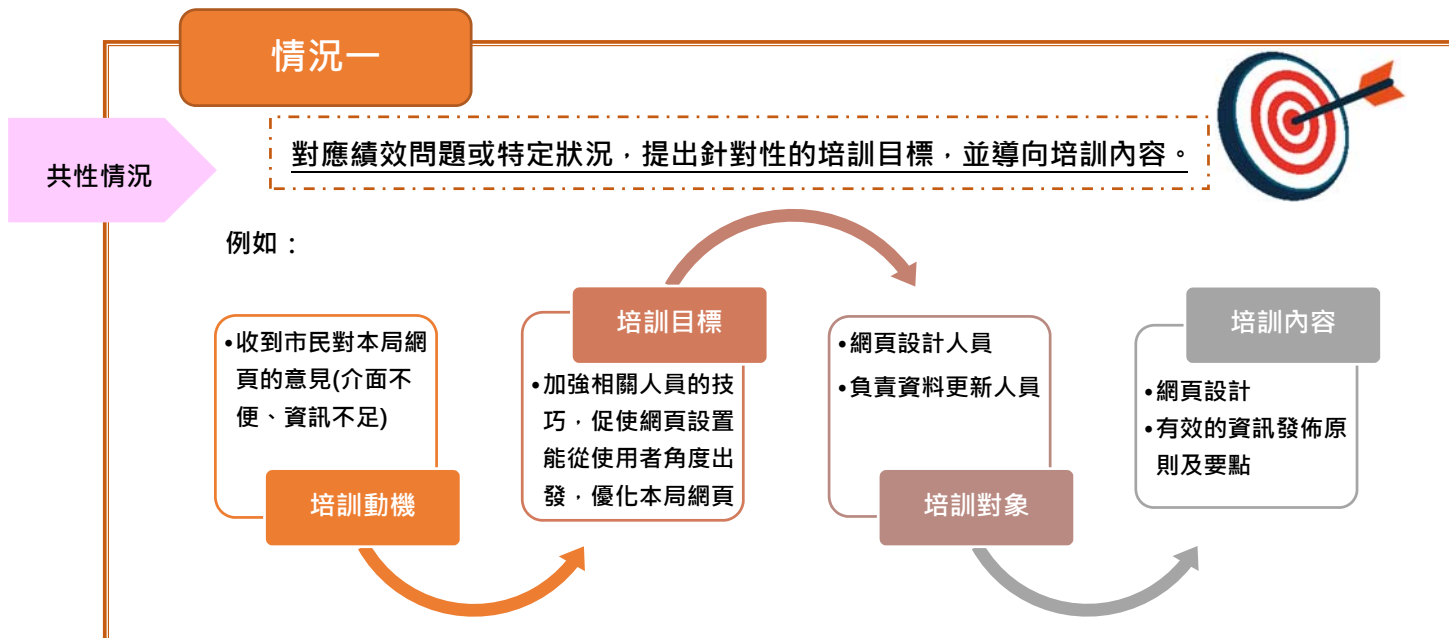 情況一
共性情況
對應績效問題或特定狀況，提出針對性的培訓目標，並導向培訓內容。
例如：
•收到市民對本局網
頁的意見(介面不
便、資訊不足)
培訓動機
培訓目標
•加強相關人員的技
巧，促使網頁設置
能從使用者角度出
發，優化本局網頁
•網頁設計人員
•負責資料更新人員
培訓對象
培訓內容
•網頁設計
•有效的資訊發佈原
則及要點